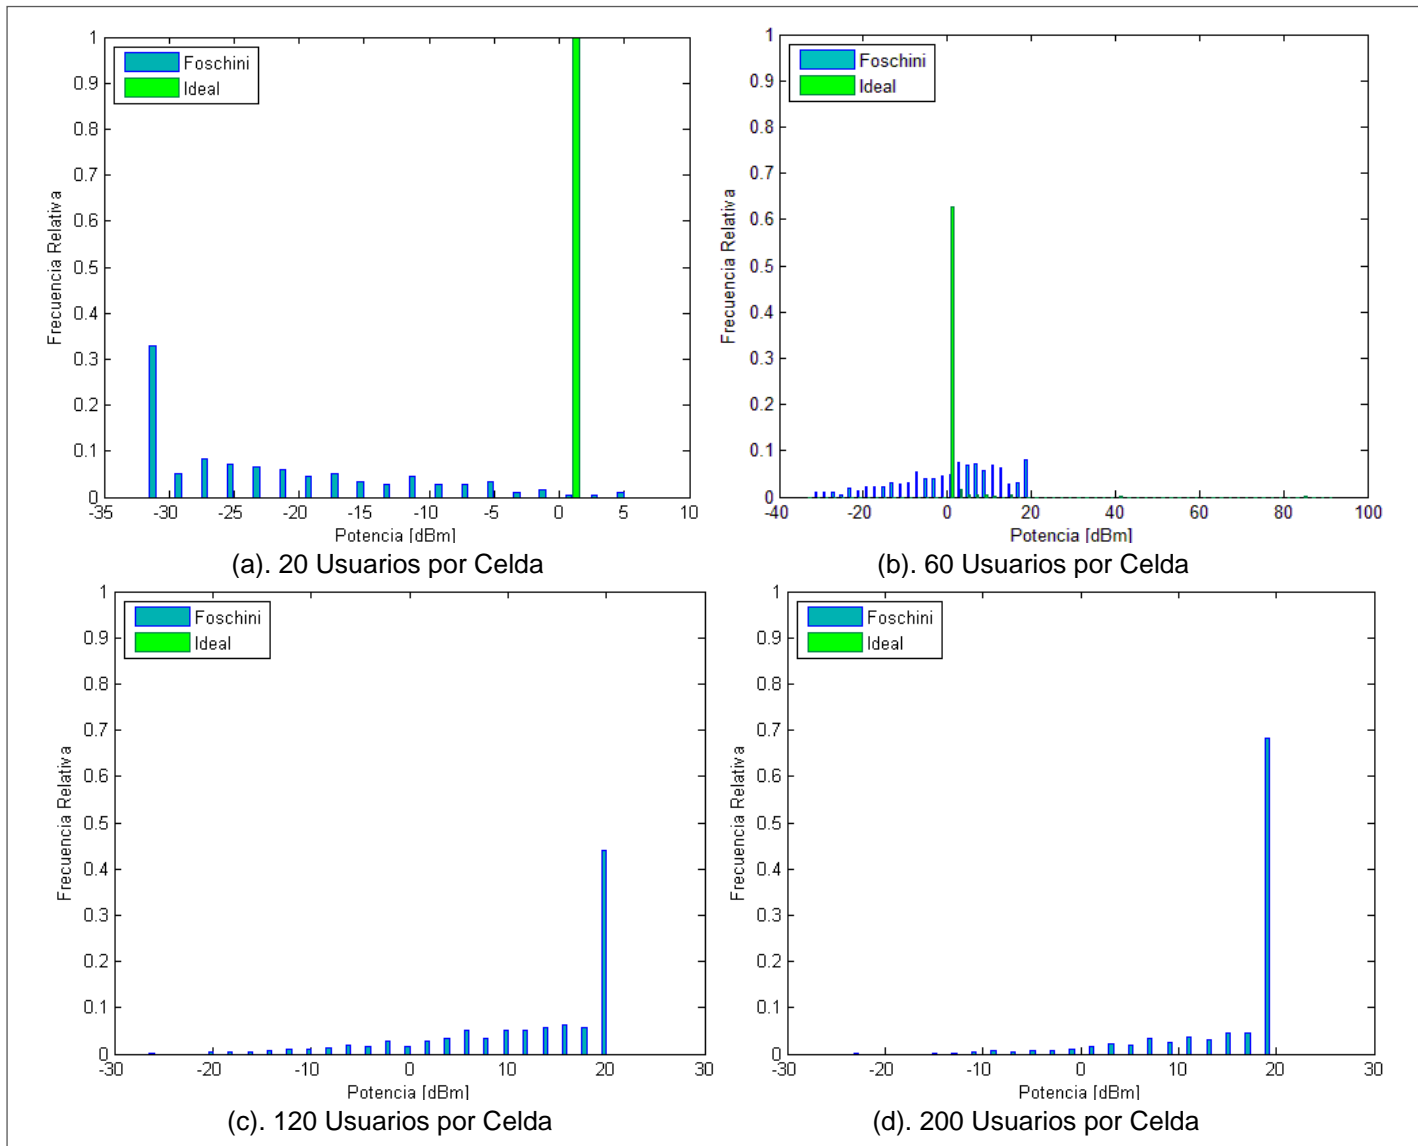 1
0.9
0.8
0.7
0.6
0.5
0.4
0.3
0.2
0.1
0
Frecuencia Relativa
Foschini
Ideal
-35 -30 -25 -20 -15 -10 -5 0 5 10
Potencia [dBm]
(a). 20 Usuarios por Celda
1
0.9
0.8
0.7
0.6
0.5
0.4
0.3
0.2
0.1
0
Frecuencia Relativa
Foschini
Ideal
-40 -20 0 20 40 60 80 100
Potencia [dBm]
(b). 60 Usuarios por Celda
1
0.9
0.8
0.7
0.6
0.5
0.4
0.3
0.2
0.1
0
Frecuencia Relativa
Foschini
Ideal
-30 -20 -10 0 10 20 30
Potencia [dBm]
(c). 120 Usuarios por Celda
1
0.9
0.8
0.7
0.6
0.5
0.4
0.3
0.2
0.1
0
Frecuencia Relativa
Foschini
Ideal
-30 -20 -10 0 10 20 30
Potencia [dBm]
(d). 200 Usuarios por Celda